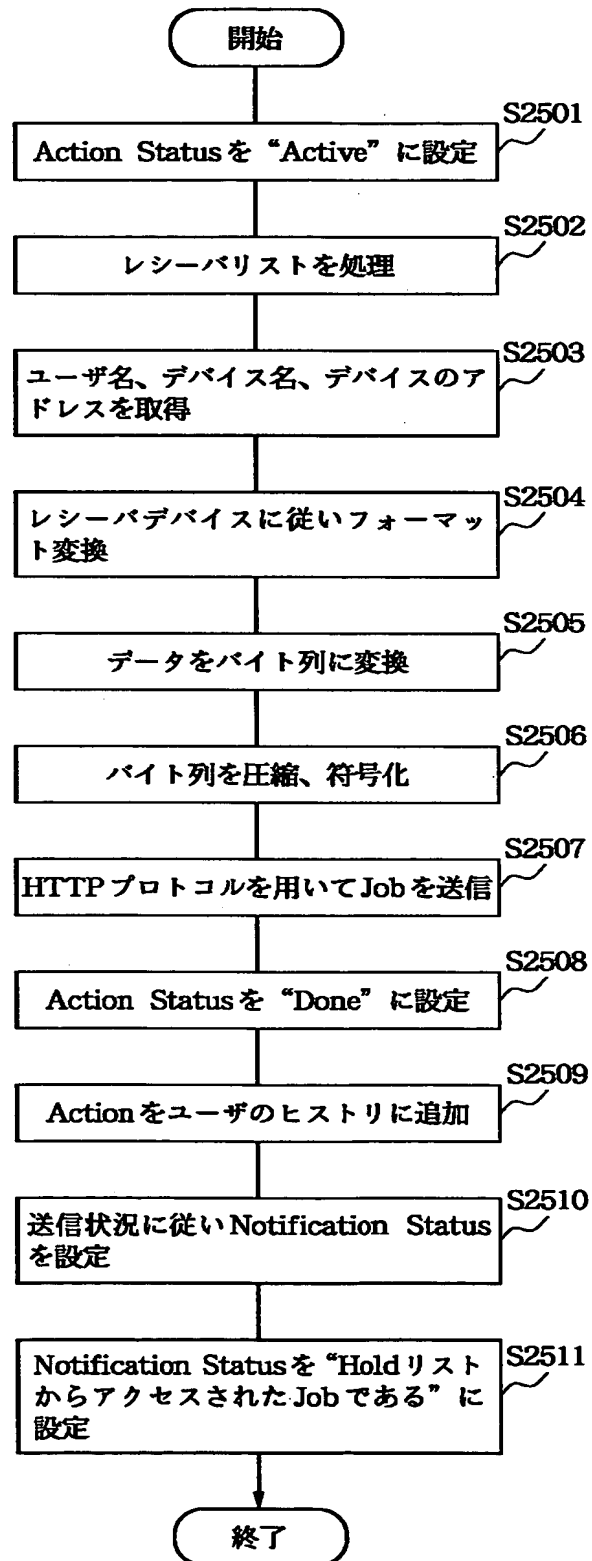 開始
S2501
Action Statusを“Active”に設定
S2502
レシーバリストを処理
S2503
ユーザ名、デバイス名、デバイスのア
ドレスを取得
S2504
レシーバデバイスに従いフォーマッ
ト変換
S2505
データをバイト列に変換
S2506
バイト列を圧縮、符号化
S2507
HTTPプロトコルを用いてJobを送信
S2508
Action Statusを“Done”に設定
S2509
Actionをユーザのヒストリに追加
S2510
送信状況に従いNotification Status
を設定
S2511
Notification Statusを“Holdリスト
からアクセスされたJobである”に
設定
終了